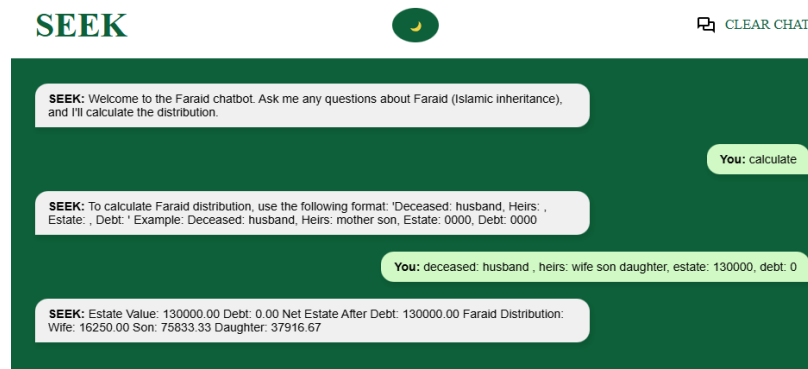 SEEK
CLEAR CHAT
SEEK: Welcome to the Faraid chatbot. Ask me any questions about Faraid (Islamic inheritance),
and I'll calculate the distribution.
You: calculate
SEEK: To calculate Faraid distribution, use the following format: 'Deceased: husband, Heirs: ,
Estate: , Debt: ' Example: Deceased: husband, Heirs: mother son, Estate: 0000, Debt: 0000
You: deceased: husband , heirs: wife son daughter, estate: 130000, debt: 0
SEEK: Estate Value: 130000.00 Debt: 0.00 Net Estate After Debt: 130000.00 Faraid Distribution:
Wife: 16250.00 Son: 75833.33 Daughter: 37916.67